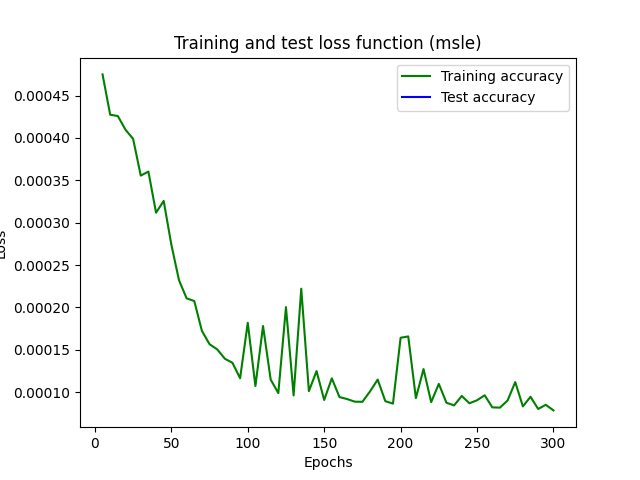 Training and test loss function (msle)
Training accuracy
Test accuracy
0.00045
0.00040
0.00035
0.00030
0.00025
0.00020
0.00015
0.00010
Loss
0 50 100 150 200 250 300
Epochs